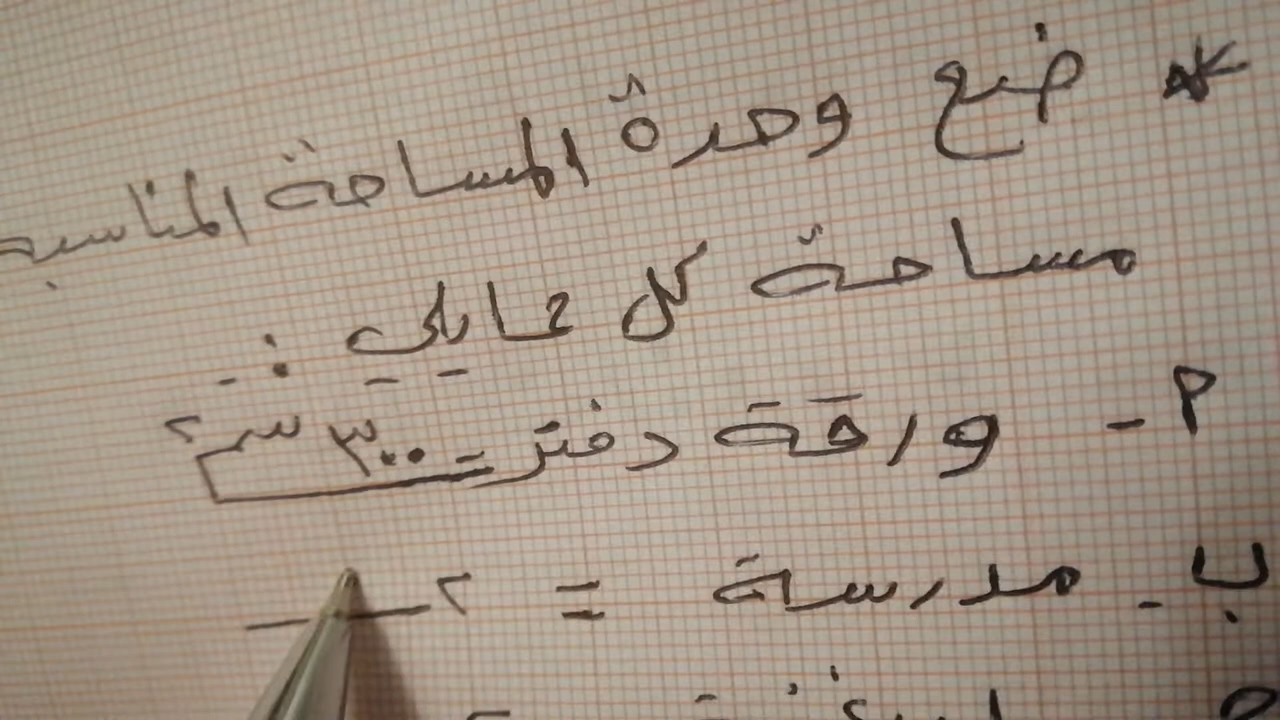 * ضع وحدة المساحة المناسبة
مساحة كل مما يلي :-
أ - ورقة دفتر = ٣٠٠ سم٢
ب - مدرسة = ٢